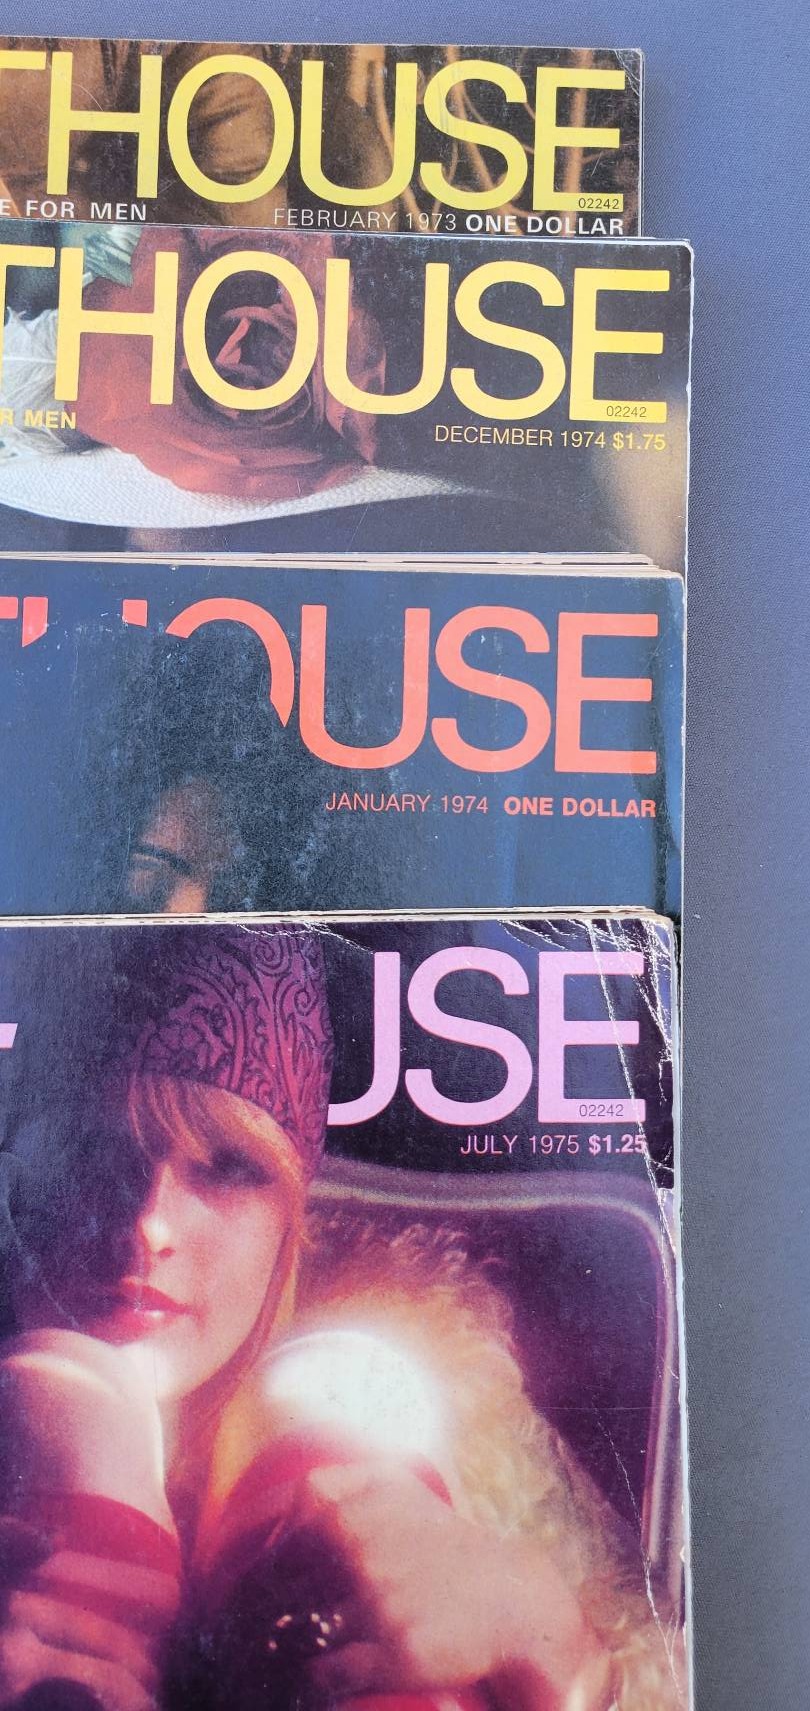 THOUSE
02242
E FOR MEN
FEBRUARY 1973 ONE DOLLAR
THOUSE
02242
R MEN
DECEMBER 1974 $1.75
THOUSE
JANUARY 1974 ONE DOLLAR
USE
02242
JULY 1975 $1.25